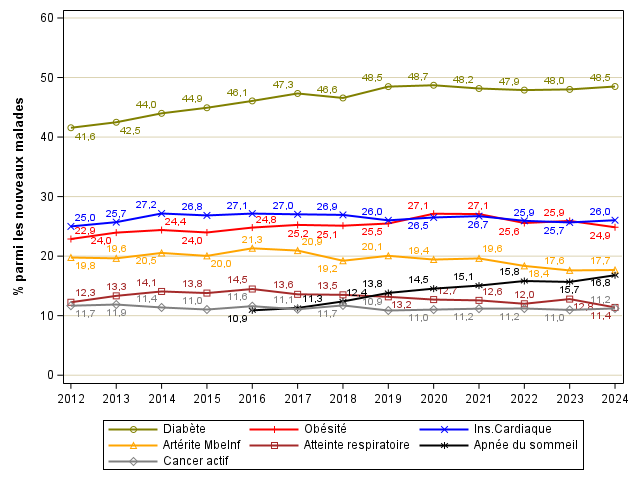 60
50
40
30
20
10
0
% parmi les nouveaux malades
48,5 48,7 48,2 47,9 48,0 48,5
44,0 44,9 46,1 47,3 46,6
41,6 42,5
25,0 25,7 27,2 26,8 27,1 27,0 26,9 26,0 26,5 26,7 25,9 25,7 26,0
22,9 24,0 24,4 24,0 24,8 25,2 25,1 25,5 27,1 27,1 25,6 25,9 24,9
19,8 19,6 20,5 20,0 21,3 20,9 19,2 20,1 19,4 19,6 18,4 17,6 17,7
12,3 13,3 14,1 13,8 14,5 13,6 13,5 13,2 12,7 12,6 12,0 12,8 11,4
10,9 11,3 12,4 13,8 14,5 15,1 15,8 15,7 16,8
11,7 11,9 11,4 11,0 11,6 11,1 11,7 10,9 11,0 11,2 11,2 11,0 11,2
2012 2013 2014 2015 2016 2017 2018 2019 2020 2021 2022 2023 2024
Diabète Obésité Ins.Cardiaque
Artérite MbeInf Atteinte respiratoire Apnée du sommeil
Cancer actif